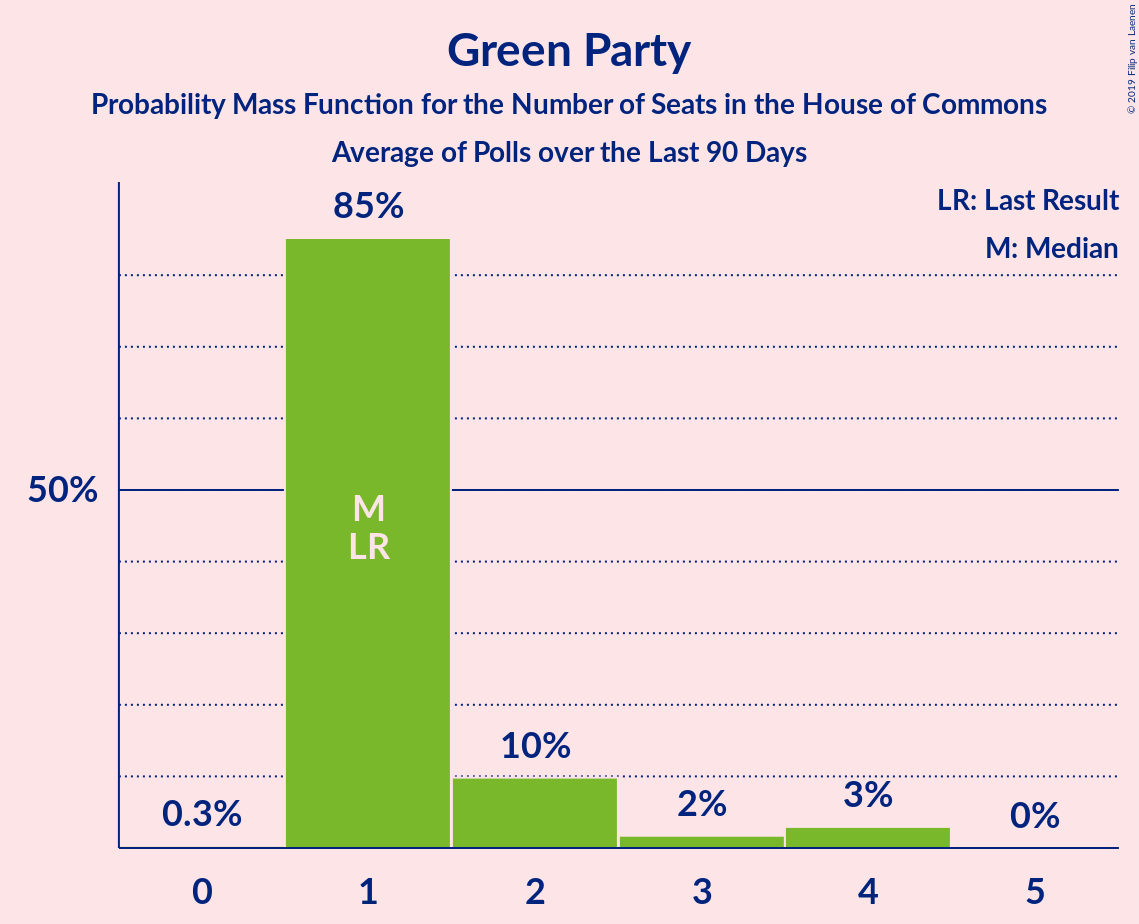 Green Party
Probability Mass Function for the Number of Seats in the House of Commons
Average of Polls over the Last 90 Days
© 2019 Filip van Laenen
LR: Last Result
M: Median
85%
50%
M
LR
10%
0.3%
2%
3%
0%
0 1 2 3 4 5